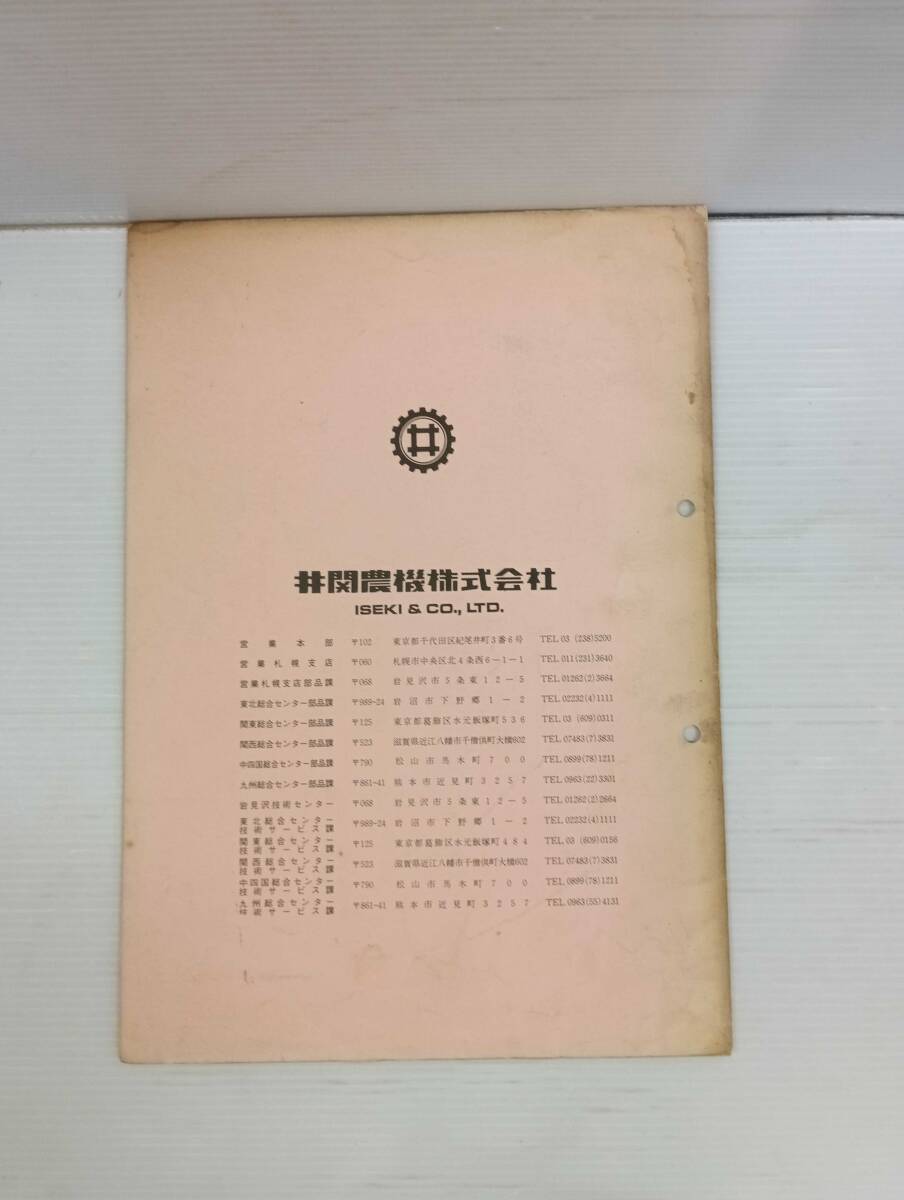 井関農機株式会社
ISEKI & CO., LTD.
営業本部 〒102 東京都千代田区紀尾井町3番6号 TEL 03 (238)5200
営業札幌支店 〒060 札幌市中央区北4条西6-1-1 TEL 011(231)3640
営業札幌支店部品課 〒068 岩見沢市5条東12-5 TEL 01262(2)3664
東北総合センター部品課 〒989-24 岩沼市下野郷1-2 TEL 02232(4)1111
関東総合センター部品課 〒125 東京都葛飾区水元飯塚町536 TEL 03 (609)0311
関西総合センター部品課 〒523 滋賀県近江八幡市千僧供町大橋602 TEL 07483(7)3831
中四国総合センター部品課 〒790 松山市馬木町700 TEL 0899(78)1211
九州総合センター部品課 〒861-41 熊本市近見町3257 TEL 0963(22)3301
岩見沢技術センター 〒068 岩見沢市5条東12-5 TEL 01262(2)2664
東北総合センター
技術サービス課 〒989-24 岩沼市下野郷1-2 TEL 02232(4)1111
関東総合センター
技術サービス課 〒125 東京都葛飾区水元飯塚町484 TEL 03 (609)0156
関西総合センター
技術サービス課 〒523 滋賀県近江八幡市千僧供町大橋602 TEL 07483(7)3831
中四国総合センター
技術サービス課 〒790 松山市馬木町700 TEL 0899(78)1211
九州総合センター
技術サービス課 〒861-41 熊本市近見町3257 TEL 0963(55)4131